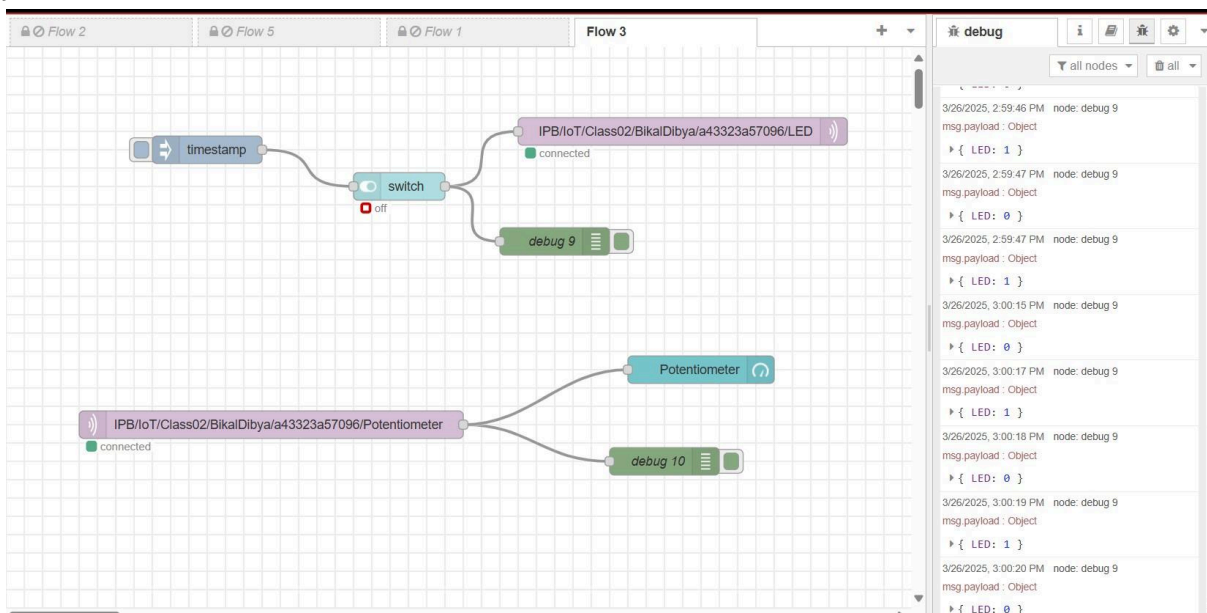 Flow 2
Flow 5
Flow 1
Flow 3
debug
all nodes
all
timestamp
switch
off
IPB/IoT/Class02/BikalDibya/a43323a57096/LED
connected
debug 9
Potentiometer
IPB/IoT/Class02/BikalDibya/a43323a57096/Potentiometer
connected
debug 10
3/26/2025, 2:59:46 PM node: debug 9
msg.payload : Object
{ LED: 1 }
3/26/2025, 2:59:47 PM node: debug 9
msg.payload : Object
{ LED: 0 }
3/26/2025, 2:59:47 PM node: debug 9
msg.payload : Object
{ LED: 1 }
3/26/2025, 3:00:15 PM node: debug 9
msg.payload : Object
{ LED: 0 }
3/26/2025, 3:00:17 PM node: debug 9
msg.payload : Object
{ LED: 1 }
3/26/2025, 3:00:18 PM node: debug 9
msg.payload : Object
{ LED: 0 }
3/26/2025, 3:00:19 PM node: debug 9
msg.payload : Object
{ LED: 1 }
3/26/2025, 3:00:20 PM node: debug 9
msg.payload : Object
{ LED: 0 }